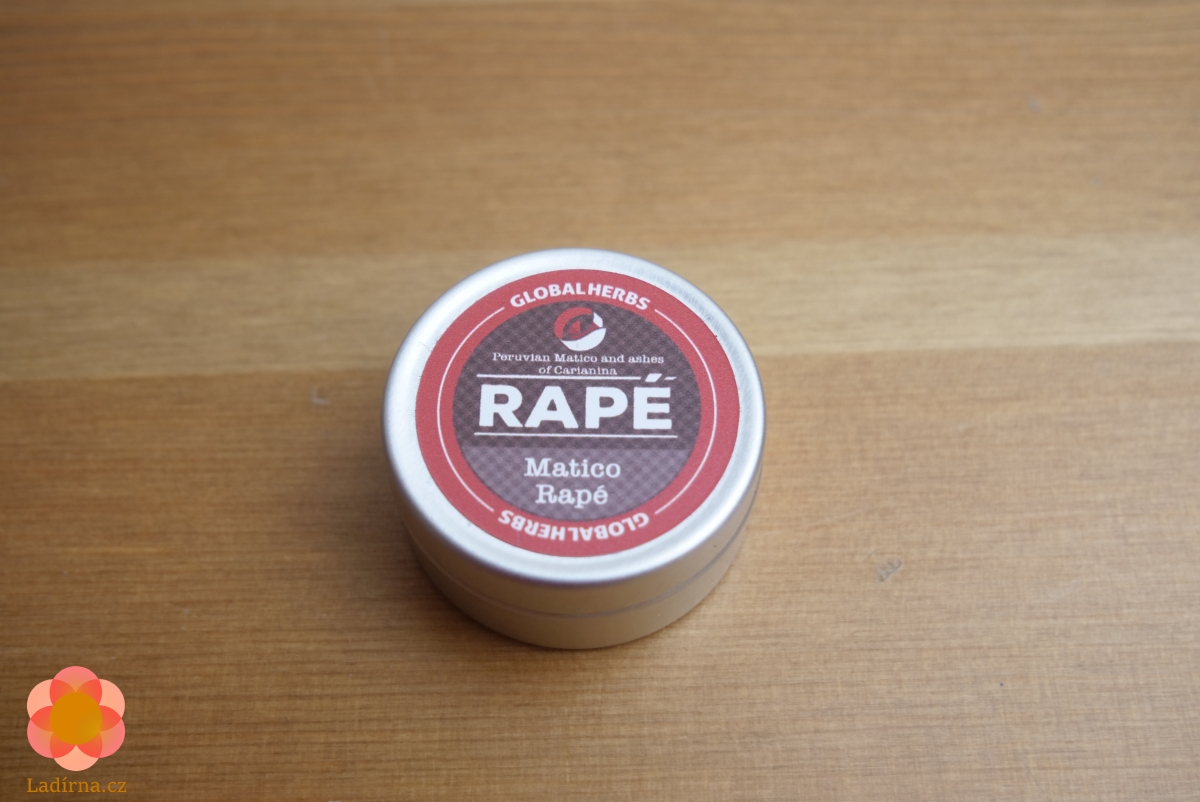 GLOBALHERBS
Peruvian Matico and ashes
of Carianina
RAPÉ
Matico
Rapé
GLOBALHERBS
Ladírna.cz